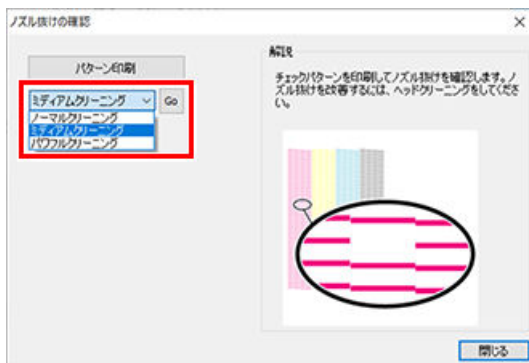 ノズル抜けの確認
パターン印刷
ミディアムクリーニング
Go
ノーマルクリーニング
ミディアムクリーニング
パワフルクリーニング
解説
チェックパターンを印刷してノズル抜けを確認します。ノ
ズル抜けを改善するには、ヘッドクリーニングをしてくださ
い。
閉じる